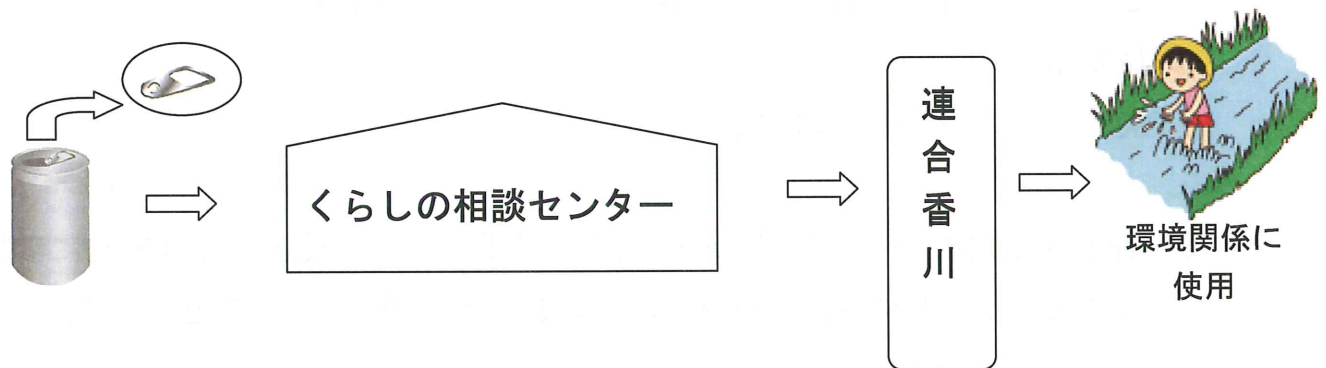 くらしの相談センター
連合香川
環境関係に
使用